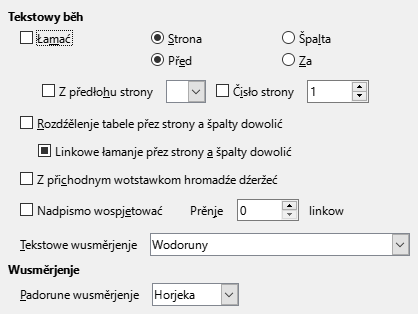 Tekstowy běh
Łamać Strona Špalta
Před Za
Z předłohu strony Čisło strony 1
Rozdźělenje tabele přez strony a špalty dowolić
Linkowe łamanje přez strony a špalty dowolić
Z přichodnym wotstawkom hromadźe dźeržeć
Nadpismo wospjetować Prěnje 0 linkow
Tekstowe wusměrjenje Wodoruny
Wusměrjenje
Padorune wusměrjenje Horjeka